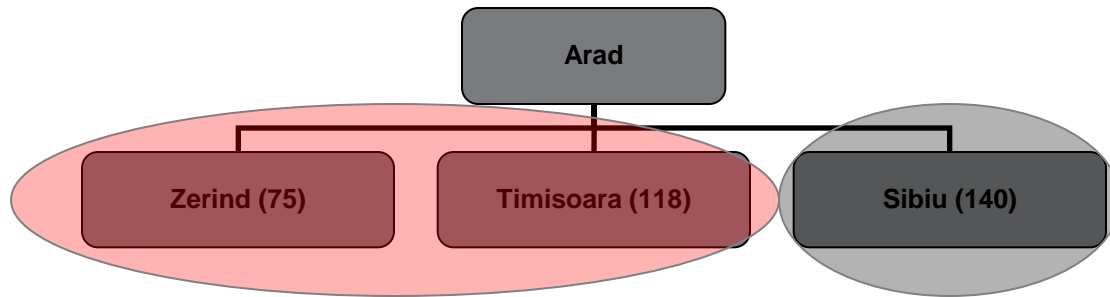 Arad
Zerind (75)
Timisoara (118)
Sibiu (140)